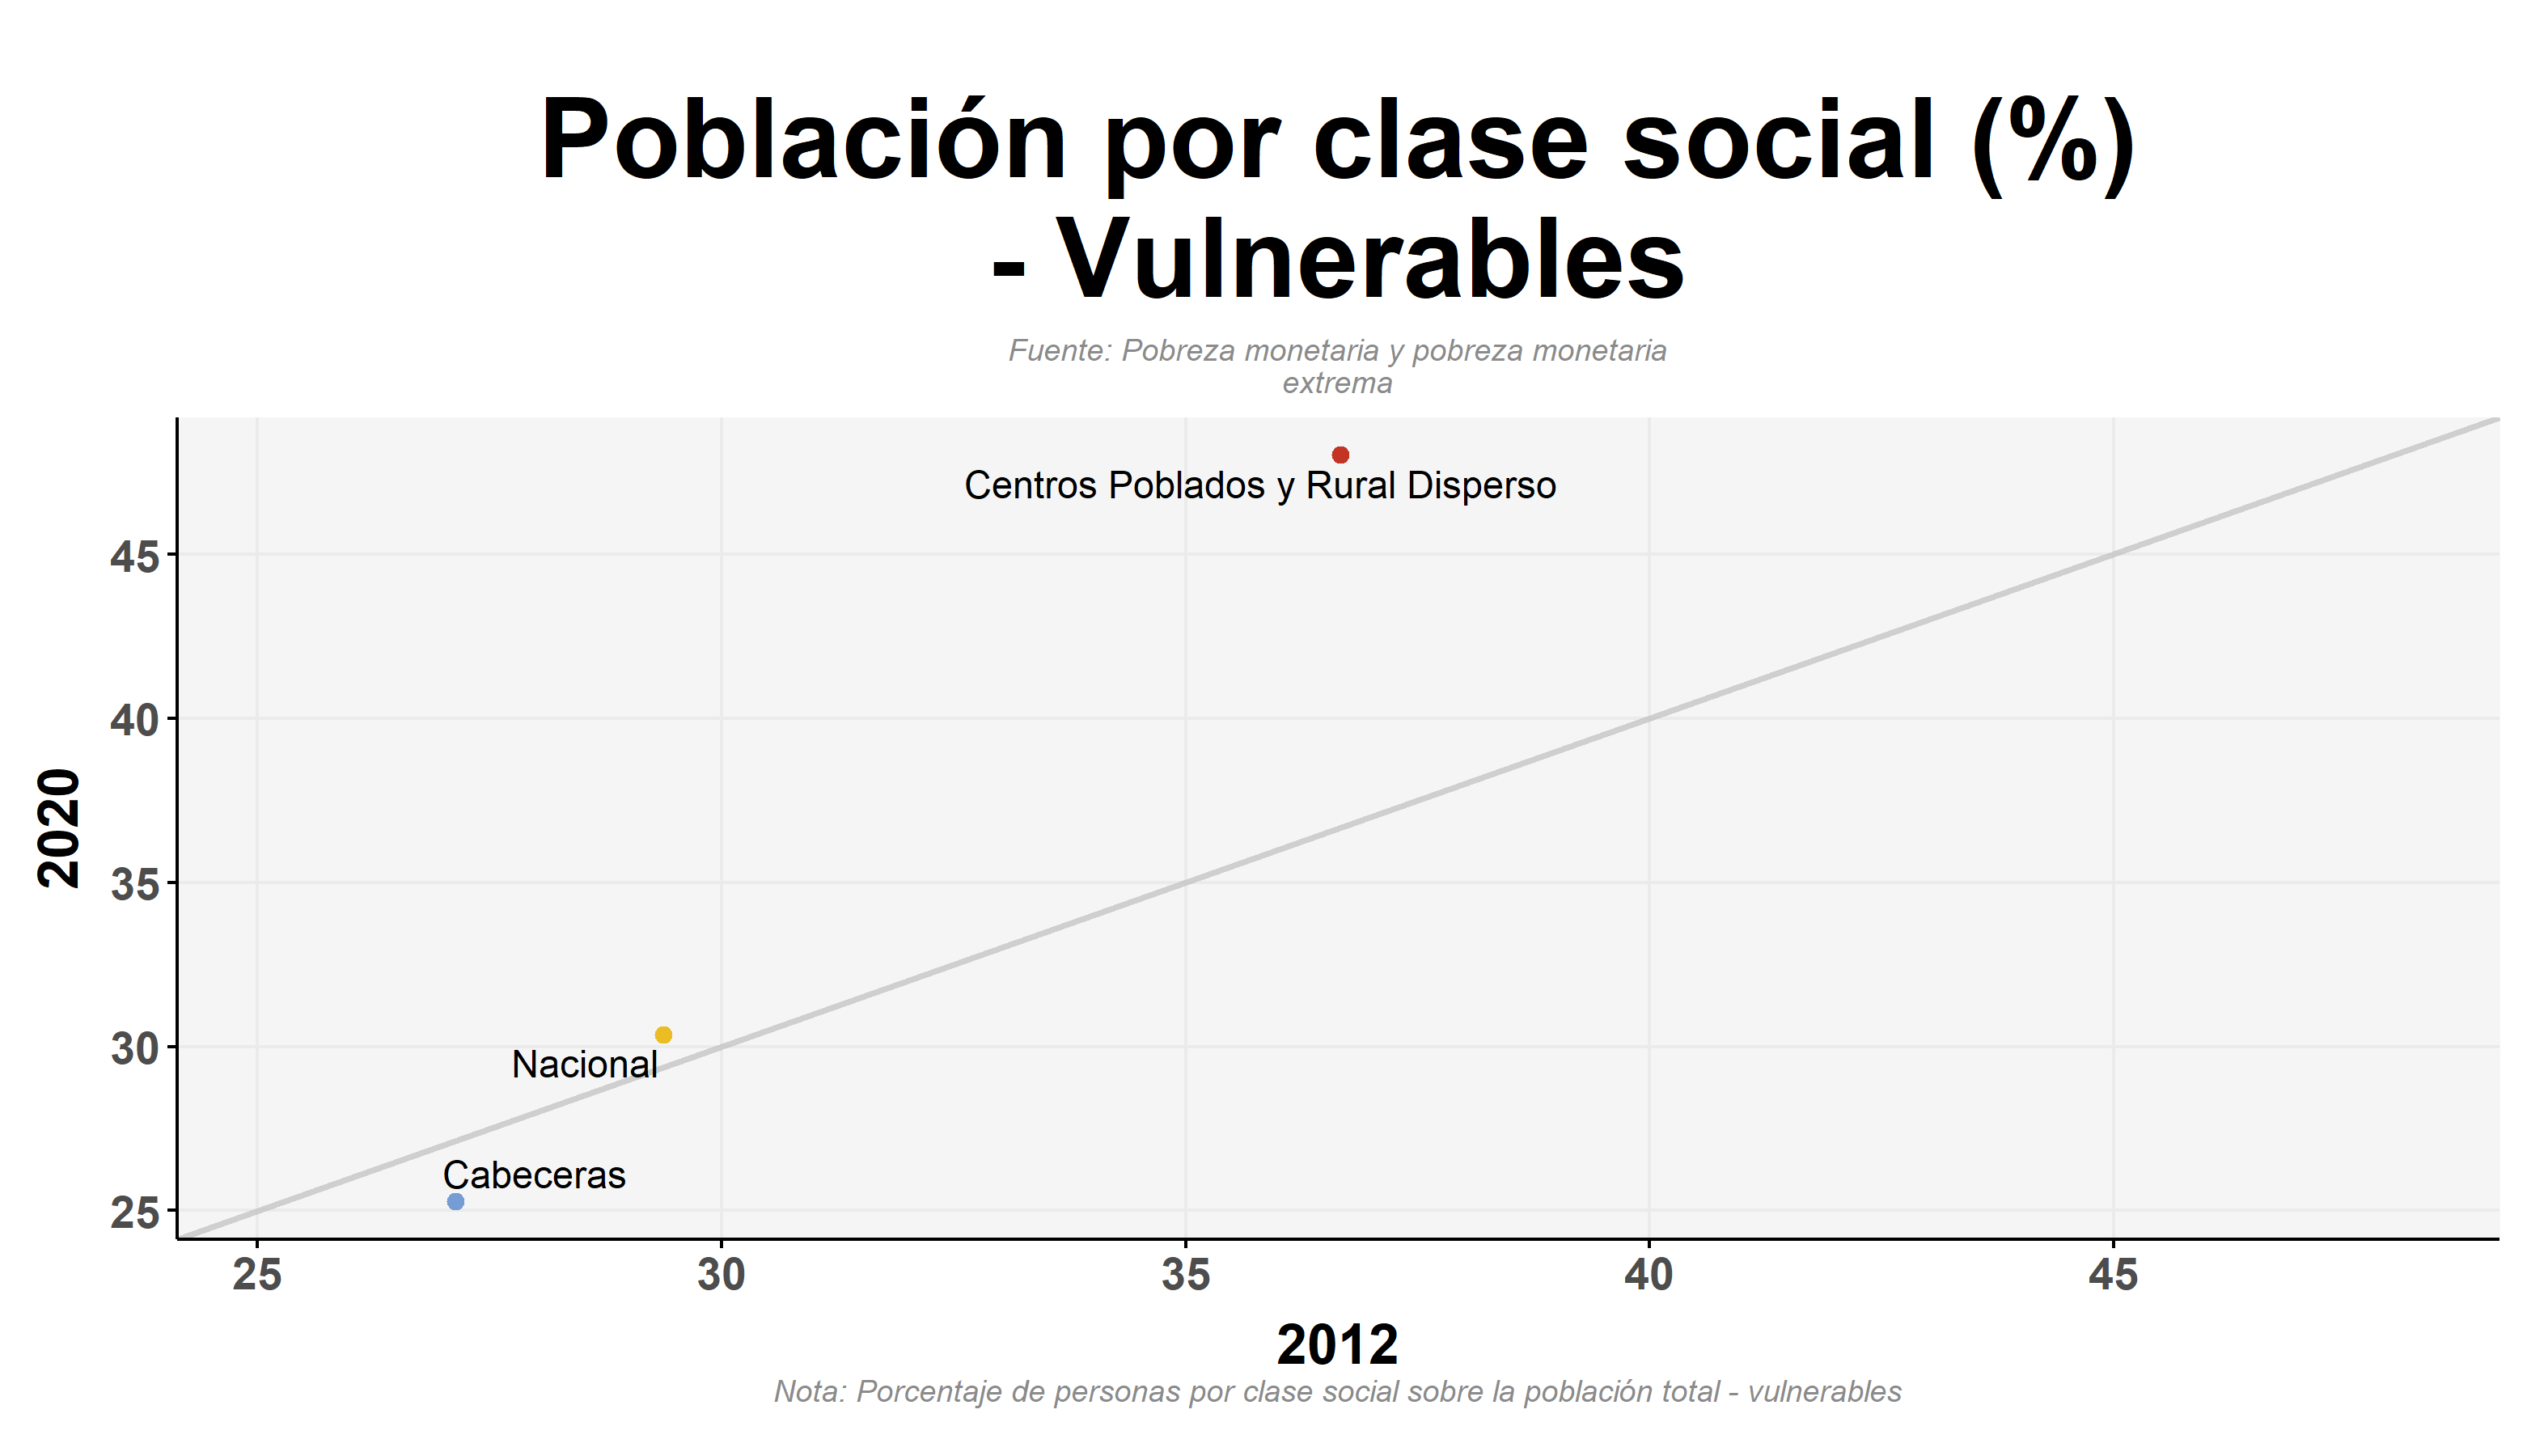 Población por clase social (%)
- Vulnerables
Fuente: Pobreza monetaria y pobreza monetaria
extrema
Centros Poblados y Rural Disperso
45
40
2020
35
30
Nacional
Cabeceras
25
25 30 35 40 45
2012
Nota: Porcentaje de personas por clase social sobre la población total - vulnerables